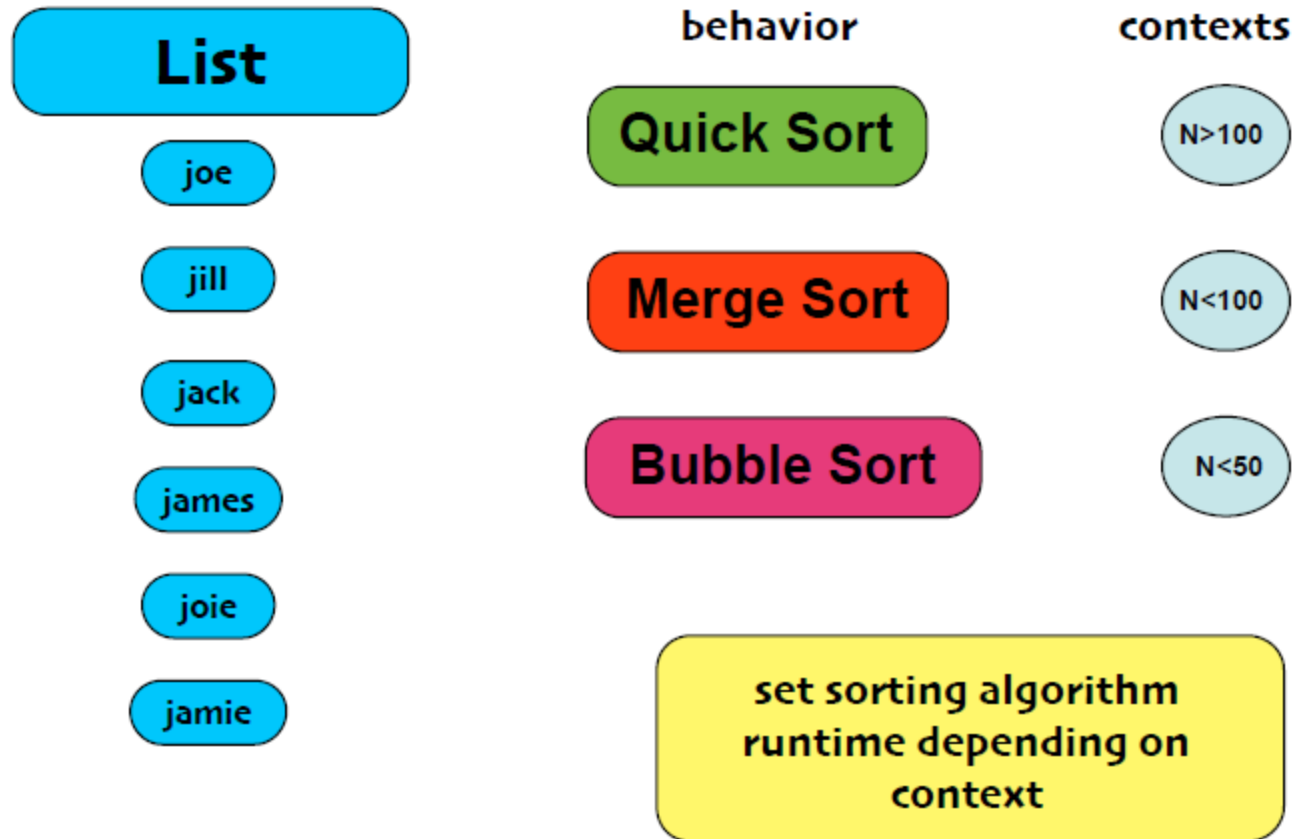 List
joe
jill
jack
james
joie
jamie
behavior
contexts
Quick Sort
N>100
Merge Sort
N<100
Bubble Sort
N<50
set sorting algorithm
runtime depending on
context